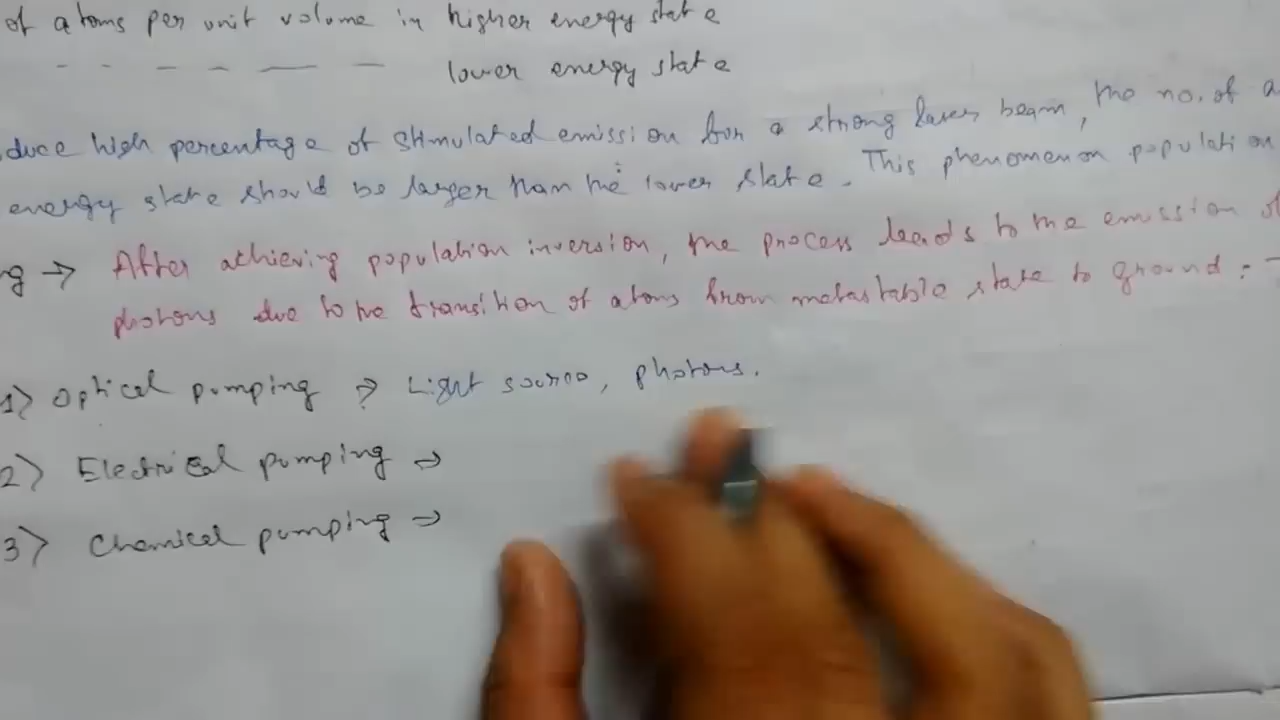 of atoms per unit volume in higher energy state
lower energy state
duce high percentage of stimulated emission for a strong laser beam, the no. of a
energy state should be larger than the lower state. This phenomenon population
ng → After achieving population inversion, the process leads to the emission of
photons due to the transition of atoms from metastable state to ground.
1) Optical pumping → Light source, photons.
2) Electrical pumping →
3) Chemical pumping →